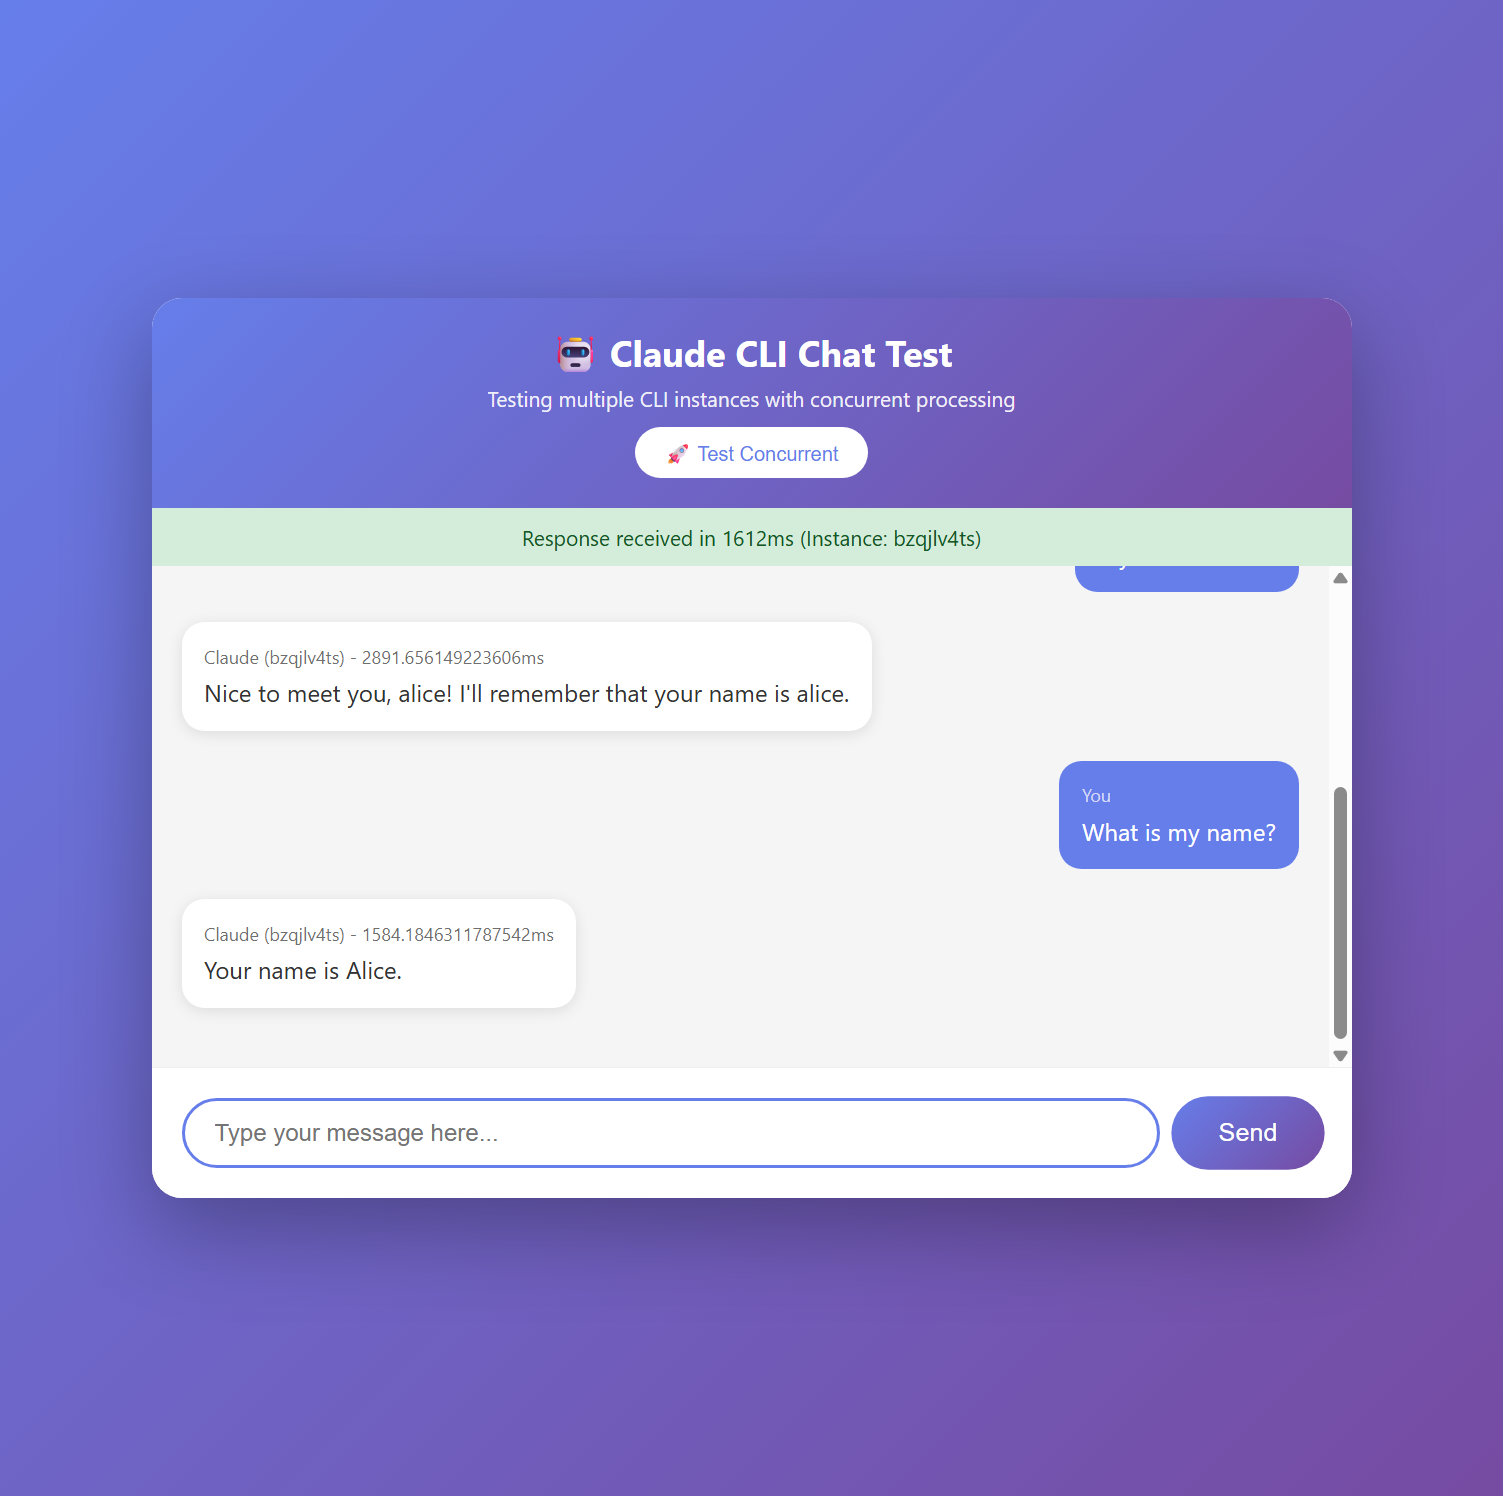 Claude CLI Chat Test
Testing multiple CLI instances with concurrent processing
Test Concurrent
Response received in 1612ms (Instance: bzqjlv4ts)
Claude (bzqjlv4ts) - 2891.656149223606ms
Nice to meet you, alice! I'll remember that your name is alice.
You
What is my name?
Claude (bzqjlv4ts) - 1584.1846311787542ms
Your name is Alice.
Type your message here...
Send